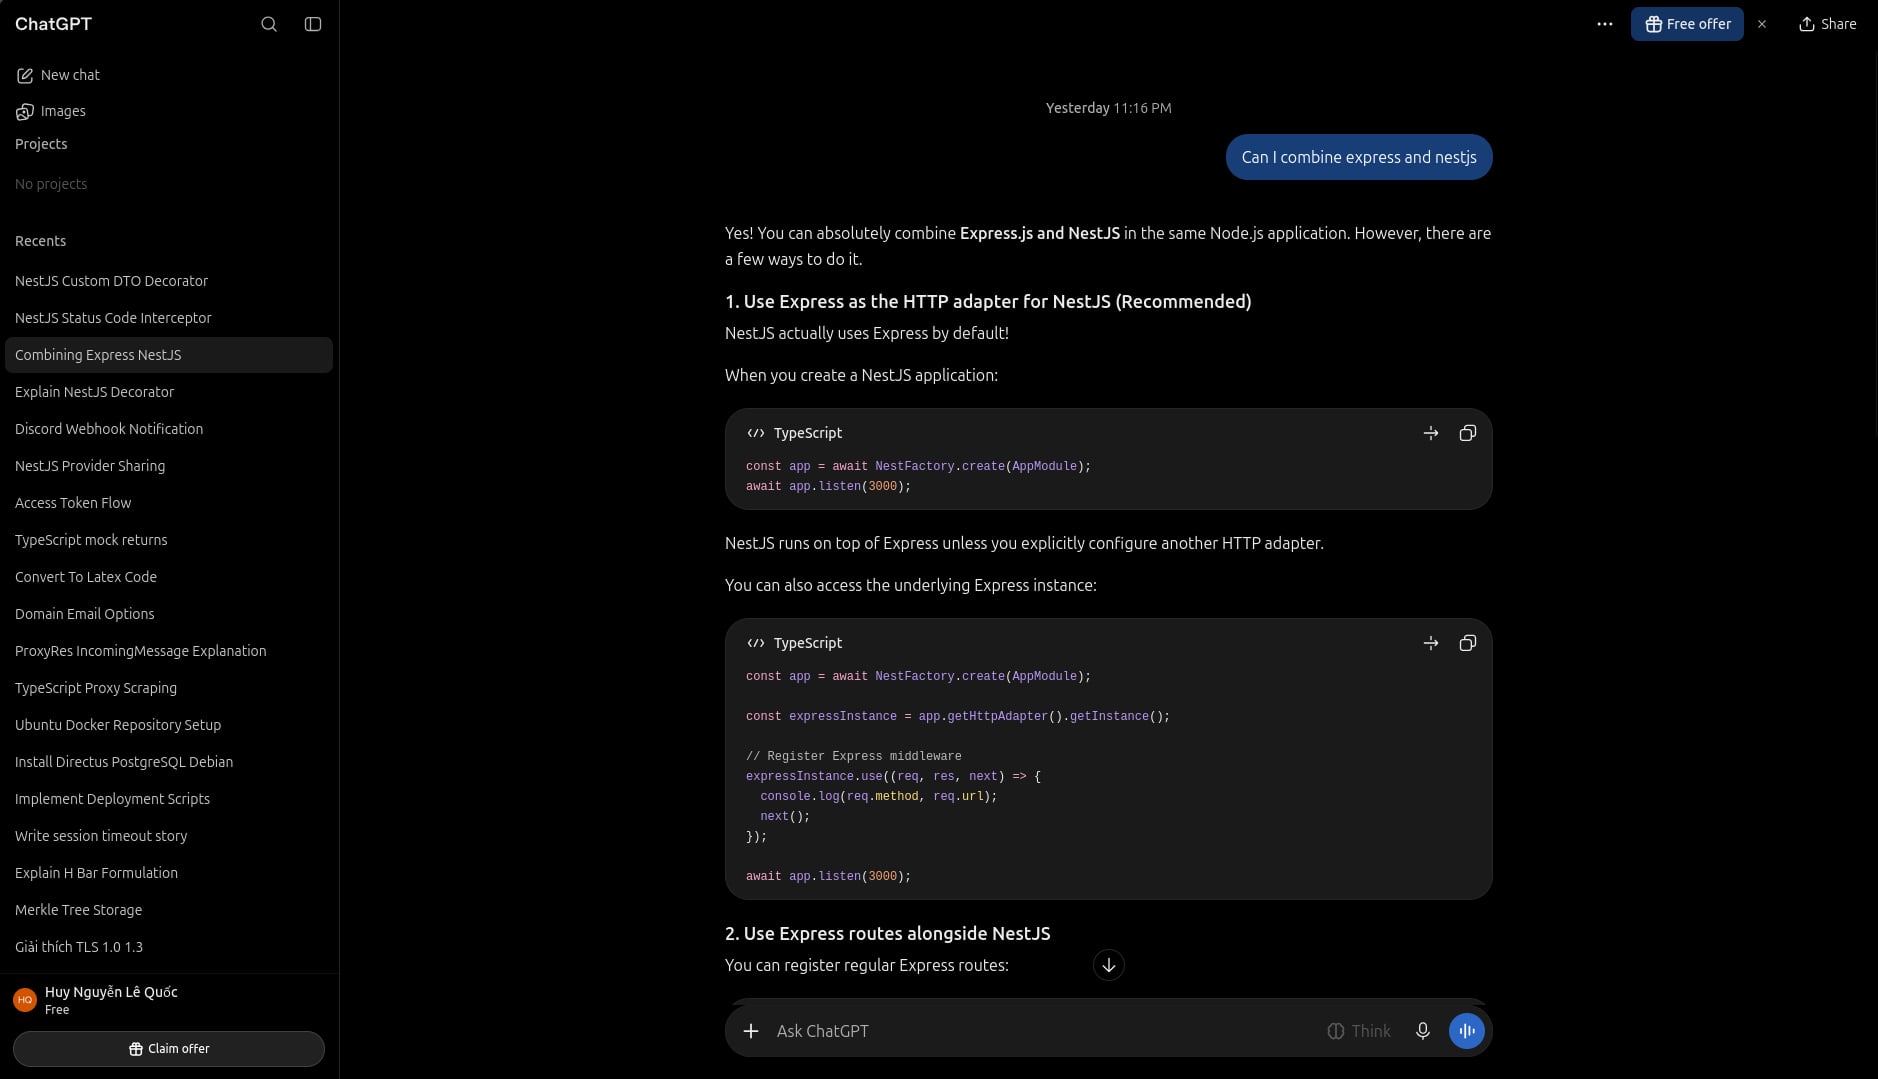 ChatGPT
New chat
Images
Projects
No projects
Recents
NestJS Custom DTO Decorator
NestJS Status Code Interceptor
Combining Express NestJS
Explain NestJS Decorator
Discord Webhook Notification
NestJS Provider Sharing
Access Token Flow
TypeScript mock returns
Convert To Latex Code
Domain Email Options
ProxyRes IncomingMessage Explanation
TypeScript Proxy Scraping
Ubuntu Docker Repository Setup
Install Directus PostgreSQL Debian
Implement Deployment Scripts
Write session timeout story
Explain H Bar Formulation
Merkle Tree Storage
Giải thích TLS 1.0 1.3
HQ
Huy Nguyễn Lê Quốc
Free
Claim offer
Free offer
Share
Yesterday 11:16 PM
Can I combine express and nestjs
Yes! You can absolutely combine Express.js and NestJS in the same Node.js application. However, there are
a few ways to do it.
1. Use Express as the HTTP adapter for NestJS (Recommended)
NestJS actually uses Express by default!
When you create a NestJS application:
TypeScript
const app = await NestFactory.create(AppModule);
await app.listen(3000);
NestJS runs on top of Express unless you explicitly configure another HTTP adapter.
You can also access the underlying Express instance:
TypeScript
const app = await NestFactory.create(AppModule);
const expressInstance = app.getHttpAdapter().getInstance();
// Register Express middleware
expressInstance.use((req, res, next) => {
  console.log(req.method, req.url);
  next();
});
await app.listen(3000);
2. Use Express routes alongside NestJS
You can register regular Express routes:
Ask ChatGPT
Think